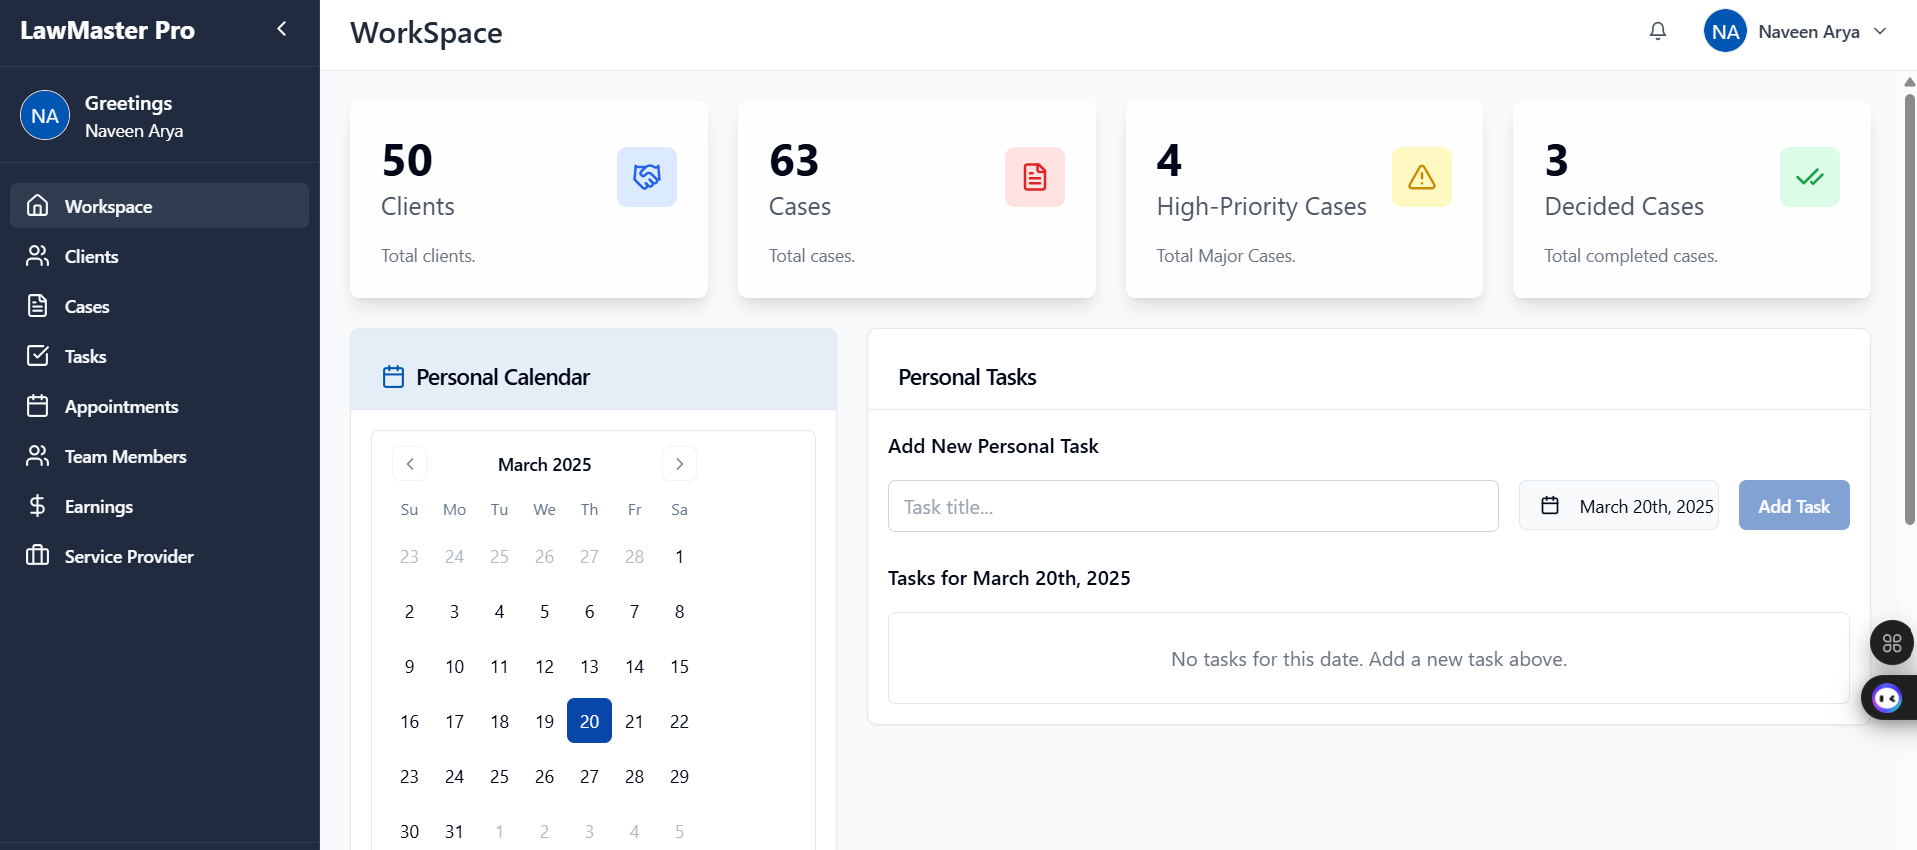 LawMaster Pro
NA
Greetings
Naveen Arya
Workspace
Clients
Cases
Tasks
Appointments
Team Members
Earnings
Service Provider
WorkSpace
NA Naveen Arya
50
Clients
Total clients.
63
Cases
Total cases.
4
High-Priority Cases
Total Major Cases.
3
Decided Cases
Total completed cases.
Personal Calendar
March 2025
Su Mo Tu We Th Fr Sa
23 24 25 26 27 28 1
2 3 4 5 6 7 8
9 10 11 12 13 14 15
16 17 18 19 20 21 22
23 24 25 26 27 28 29
30 31 1 2 3 4 5
Personal Tasks
Add New Personal Task
Task title... March 20th, 2025 Add Task
Tasks for March 20th, 2025
No tasks for this date. Add a new task above.